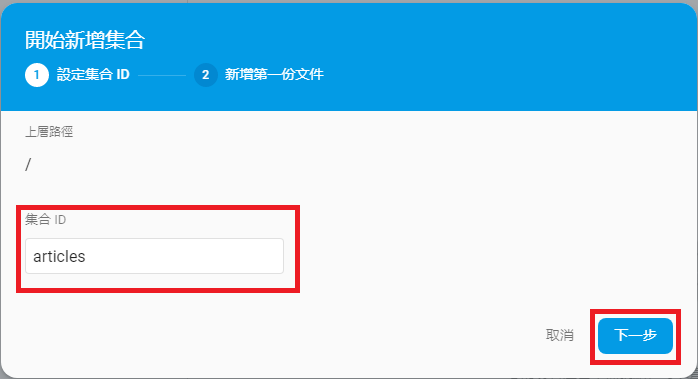 開始新增集合
1 設定集合 ID 2 新增第一份文件
上層路徑
/
集合 ID
articles
取消 下一步